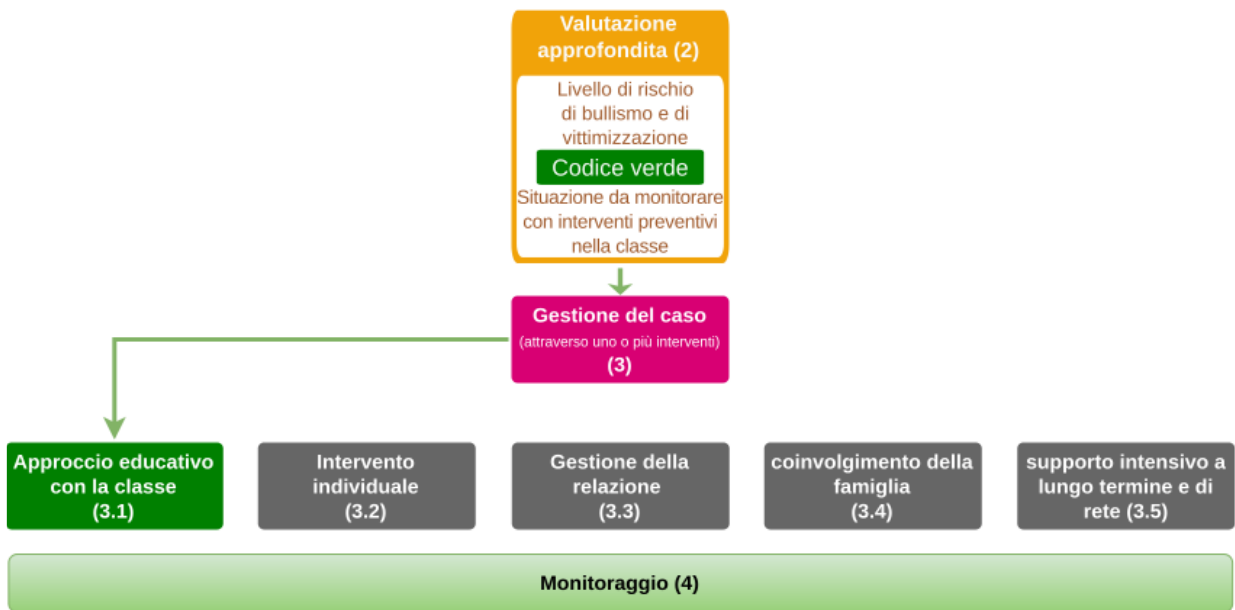 Valutazione
approfondita (2)
Livello di rischio
di bullismo e di
vittimizzazione
Codice verde
Situazione da monitorare
con interventi preventivi
nella classe
Gestione del caso
(attraverso uno o più interventi)
(3)
Approccio educativo
con la classe
(3.1)
Intervento
individuale
(3.2)
Gestione della
relazione
(3.3)
coinvolgimento della
famiglia
(3.4)
supporto intensivo a
lungo termine e di
rete (3.5)
Monitoraggio (4)